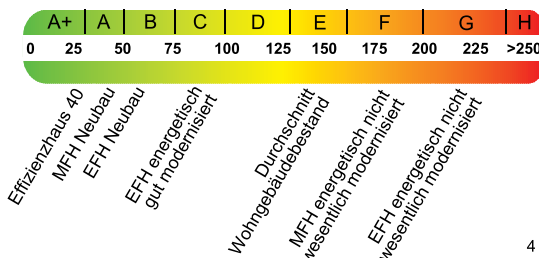 A+ A B C D E F G H
0 25 50 75 100 125 150 175 200 225 >250
Effizienzhaus 40
MFH Neubau
EFH Neubau
EFH energetisch
gut modernisiert
Durchschnitt
Wohngebäudebestand
MFH energetisch nicht
wesentlich modernisiert
EFH energetisch nicht
wesentlich modernisiert
4